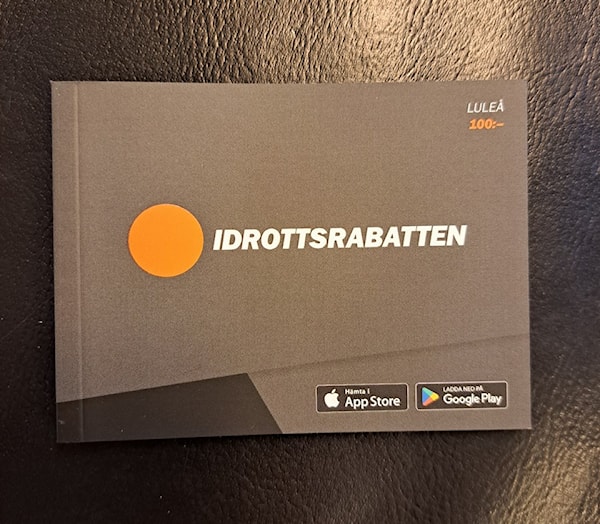 LULEÅ
100:–
IDROTTSRABATTEN
Hämta i
App Store
LADDA NED PÅ
Google Play